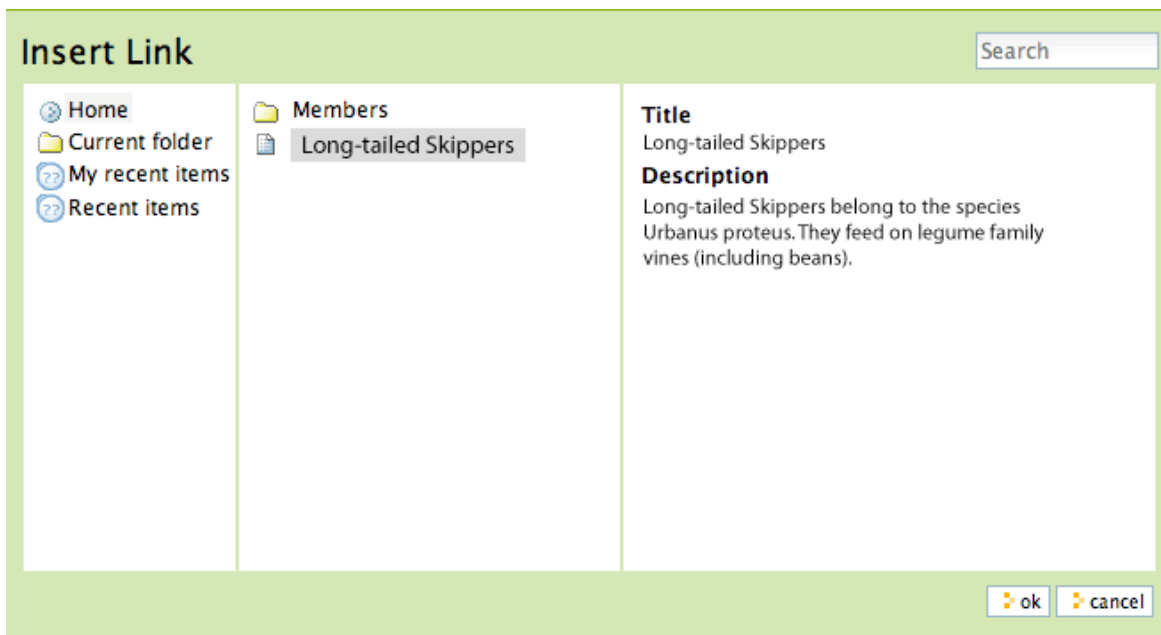 Insert Link
Search
Home
Current folder
?? My recent items
?? Recent items
Members
Long-tailed Skippers
Title
Long-tailed Skippers
Description
Long-tailed Skippers belong to the species
Urbanus proteus. They feed on legume family
vines (including beans).
ok
cancel